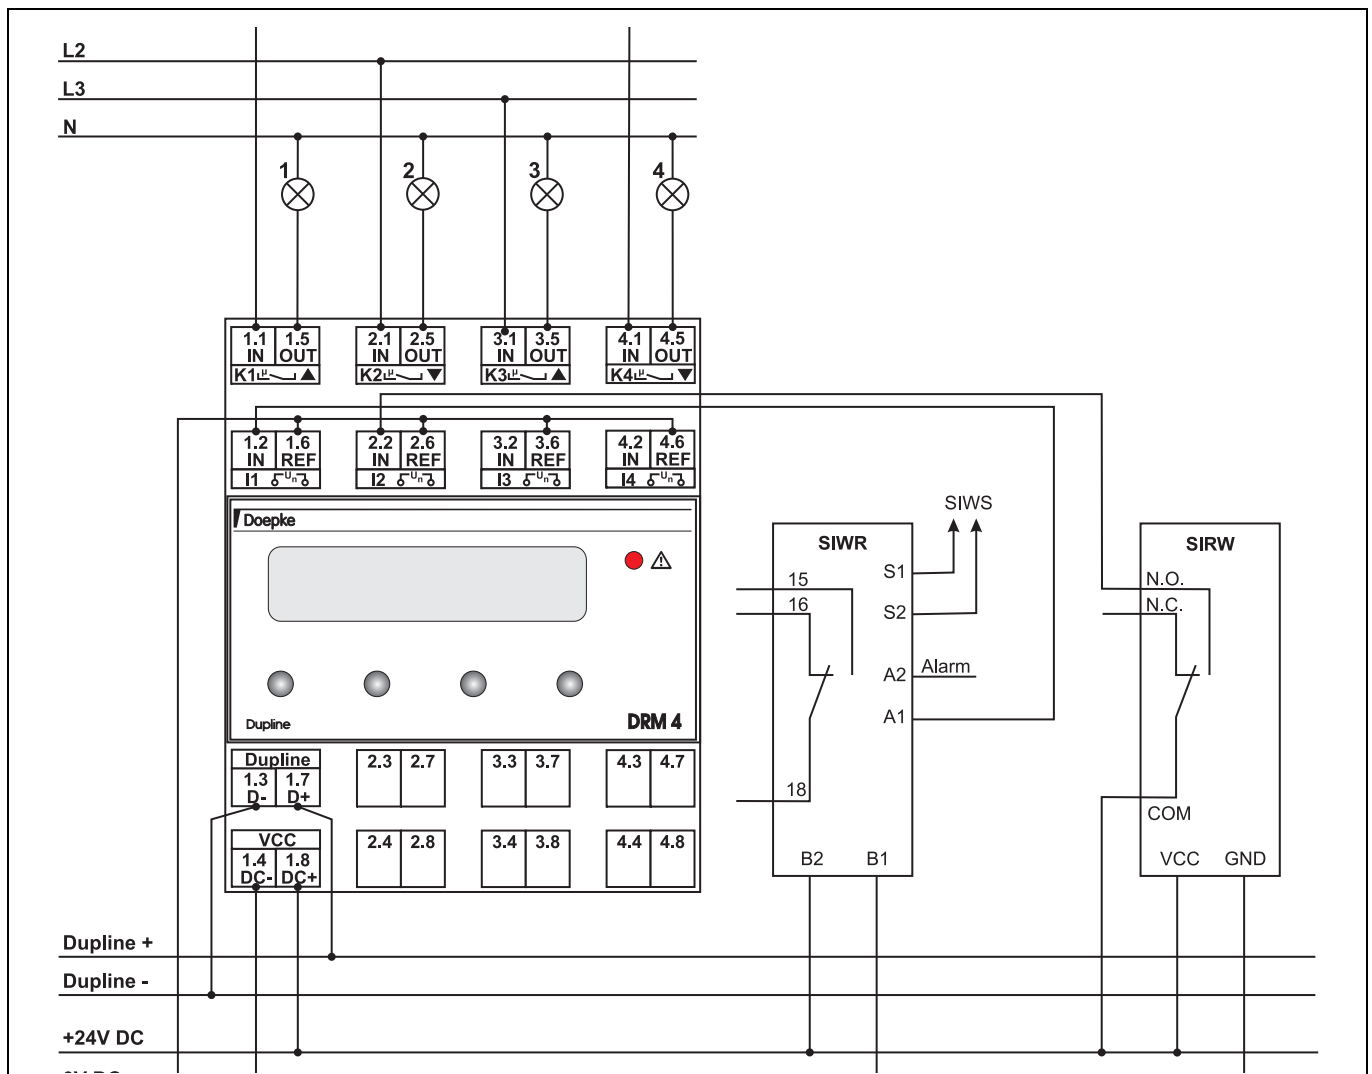 L2
L3
N
1 2 3 4
1.1 1.5 2.1 2.5 3.1 3.5 4.1 4.5
IN OUT IN OUT IN OUT IN OUT
K1 μ K2 μ K3 μ K4 μ
1.2 1.6 2.2 2.6 3.2 3.6 4.2 4.6
IN REF IN REF IN REF IN REF
I1 Un I2 Un I3 Un I4 Un
Doepke
Dupline
DRM 4
Dupline
1.3 1.7 2.3 2.7 3.3 3.7 4.3 4.7
D- D+
VCC
1.4 1.8 2.4 2.8 3.4 3.8 4.4 4.8
DC- DC+
SIWS
SIWR
15
16
18
S1
S2
A2 Alarm
A1
B2 B1
SIRW
N.O.
N.C.
COM
VCC GND
Dupline +
Dupline -
+24V DC